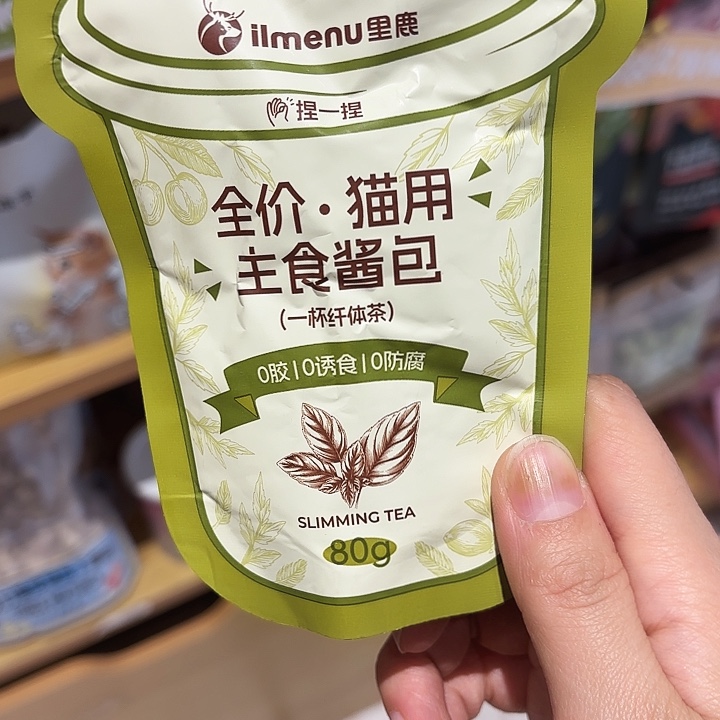 ilmenu里鹿
捏一捏
全价·猫用
主食酱包
(一杯纤体茶)
0胶|0诱食|0防腐
SLIMMING TEA
80g